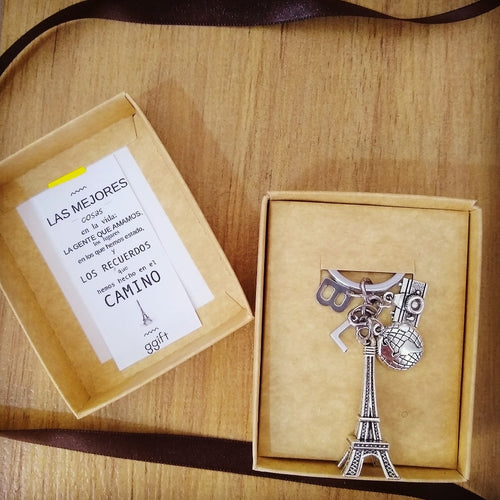 LAS MEJORES
cosas
en la vida:
LA GENTE QUE AMAMOS,
los lugares
en los que hemos estado,
y
LOS RECUERDOS
que
hemos hecho en el
CAMINO
ggift
B
L